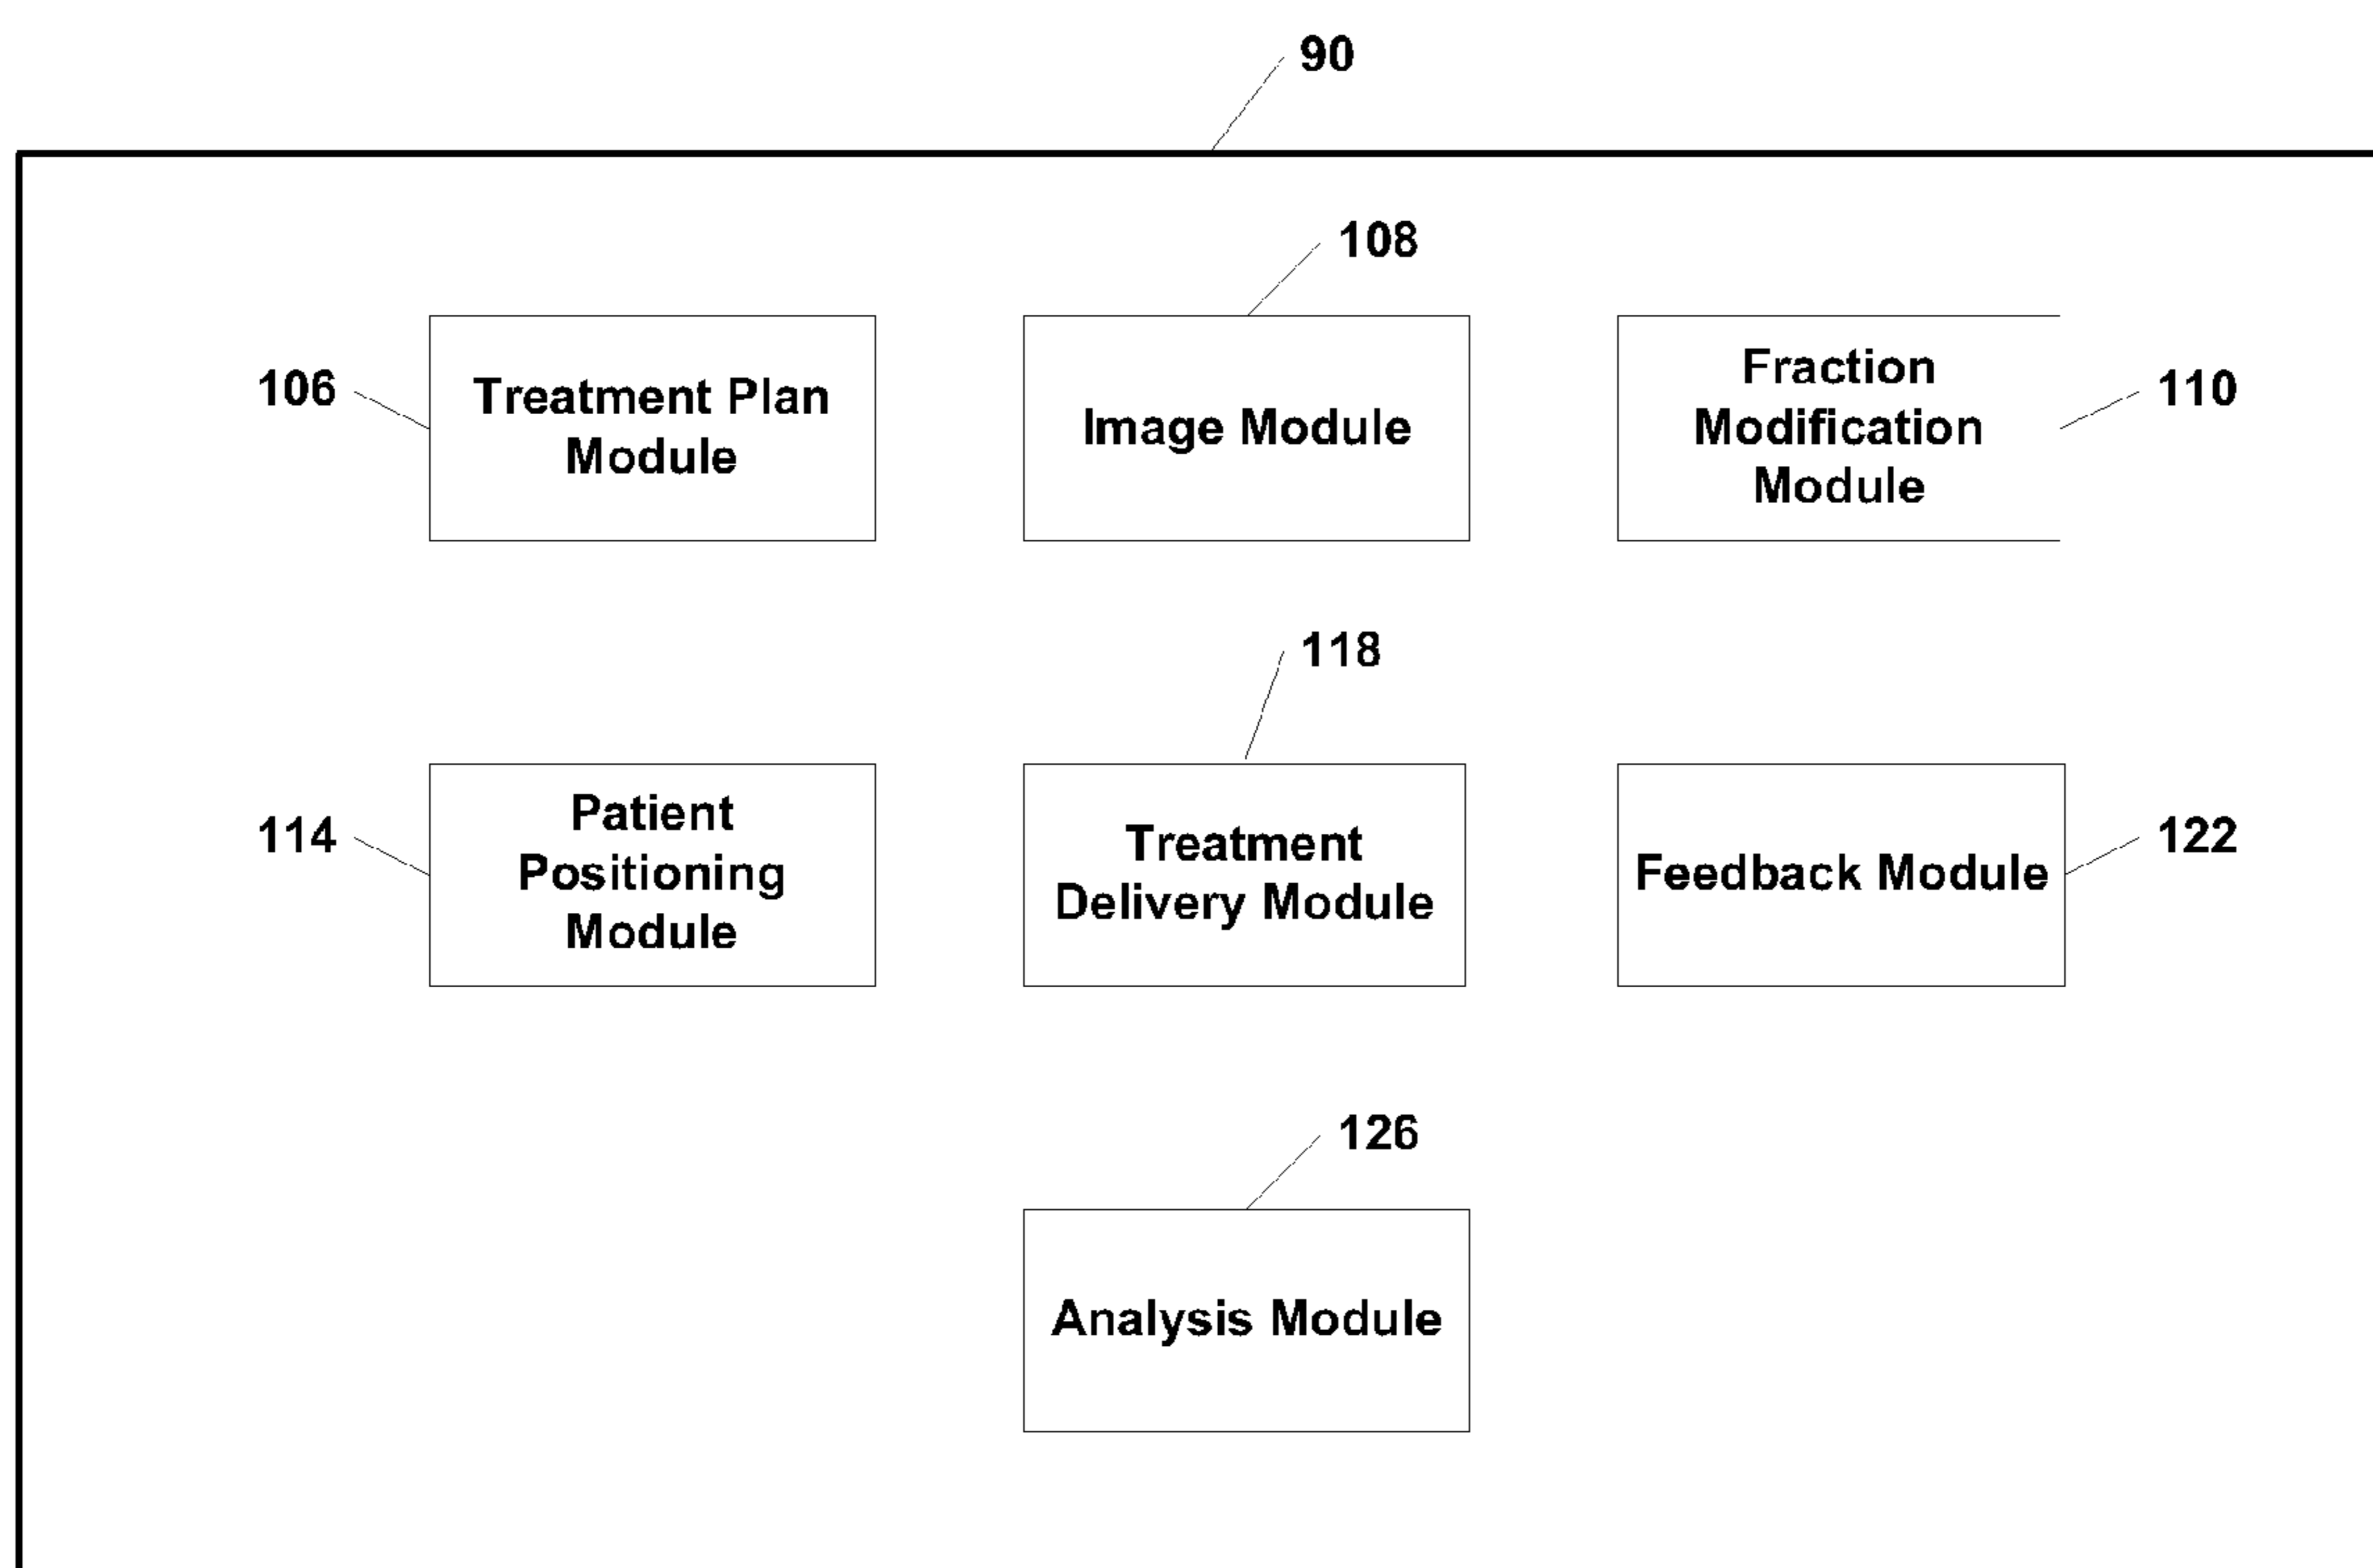 90
108
106
Treatment Plan
Module
Image Module
Fraction
Modification
Module
110
118
114
Patient
Positioning
Module
Treatment
Delivery Module
Feedback Module
122
126
Analysis Module